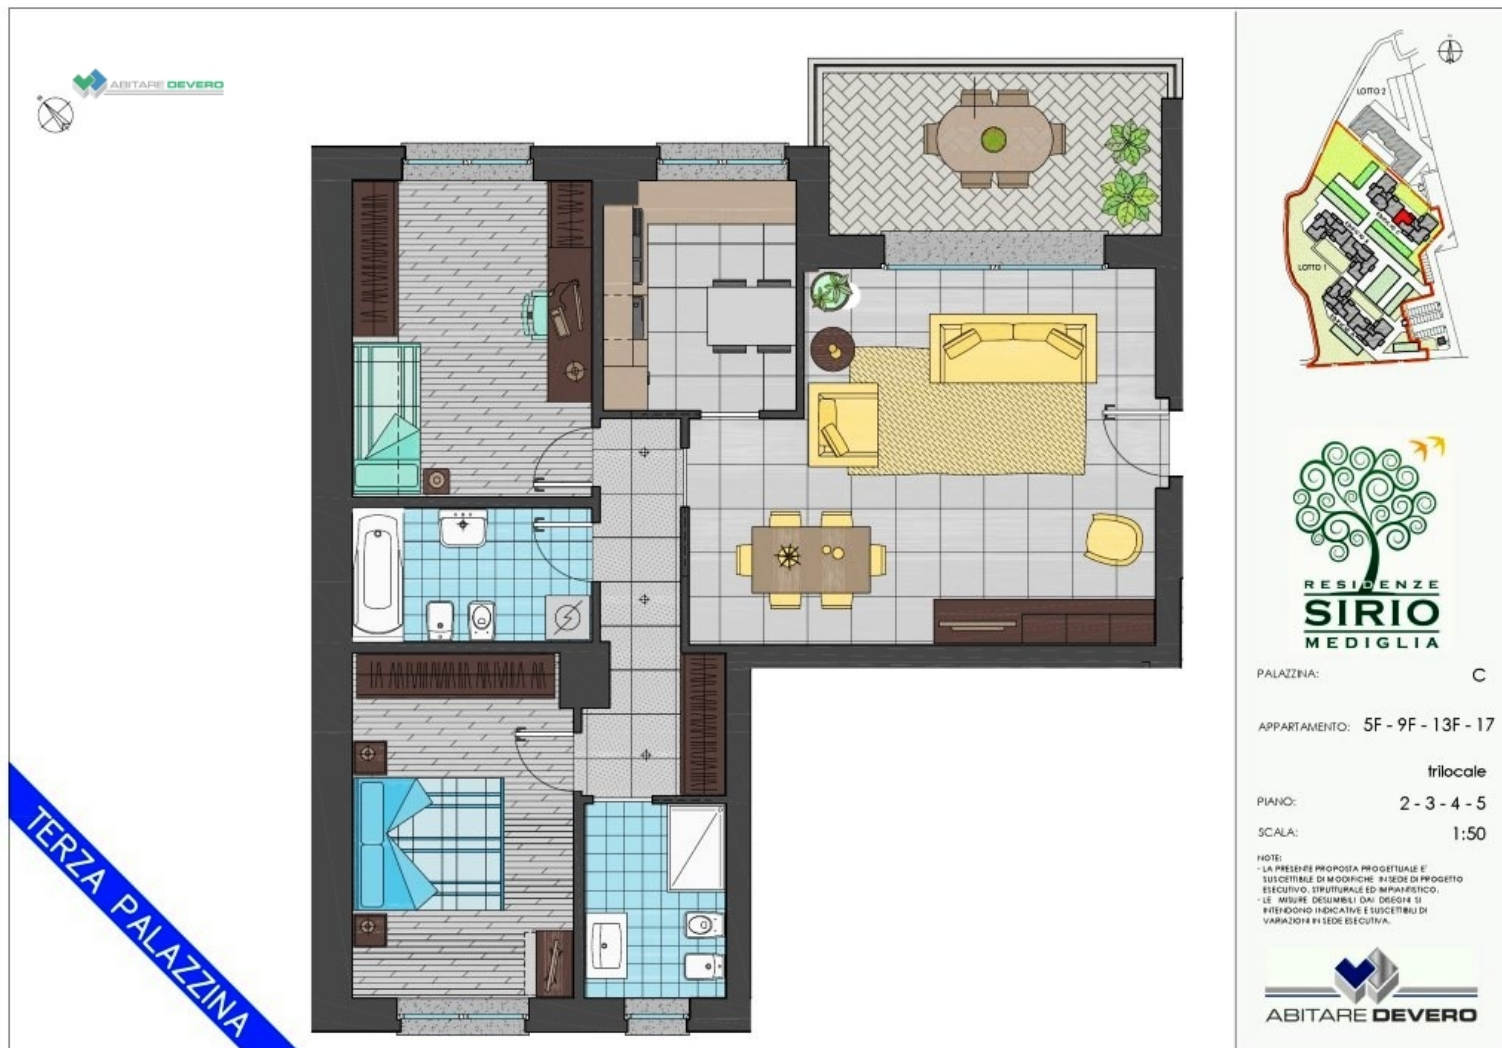 ABITARE DEVERO
TERZA PALAZZINA
LOTTO 2
LOTTO 1
RESIDENZE
SIRIO
MEDIGLIA
PALAZZINA: C
APPARTAMENTO: 5F - 9F - 13F - 17
trilocale
PIANO: 2 - 3 - 4 - 5
SCALA: 1:50
NOTE:
- LA PRESENTE PROPOSTA PROGETTUALE E'
SUSCETTIBILE DI MODIFICHE IN SEDE DI PROGETTO
ESECUTIVO, STRUTTURALE ED IMPIANTISTICO.
- LE MISURE DESUMIBILI DAI DISEGNI SI
INTENDONO INDICATIVE E SUSCETTIBILI DI
VARIAZIONI IN SEDE ESECUTIVA.
ABITARE DEVERO